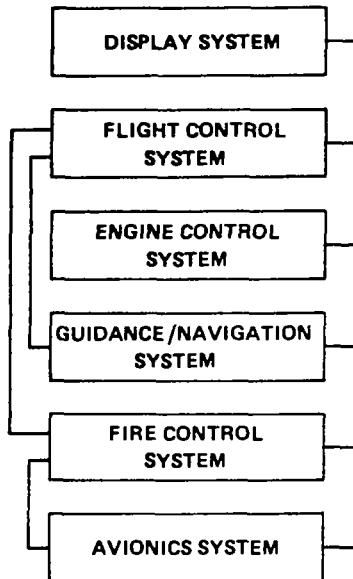 DISPLAY SYSTEM
FLIGHT CONTROL
SYSTEM
ENGINE CONTROL
SYSTEM
GUIDANCE/NAVIGATION
SYSTEM
FIRE CONTROL
SYSTEM
AVIONICS SYSTEM